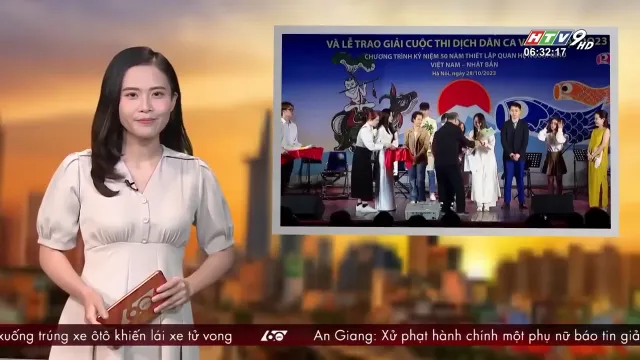 HTV9 HD
06:32:17
VÀ LỄ TRAO GIẢI CUỘC THI DỊCH DÂN CA V 2023
CHƯƠNG TRÌNH KỶ NIỆM 50 NĂM THIẾT LẬP QUAN HỆ
VIỆT NAM – NHẬT BẢN
Hà Nội, ngày 28/10/2023
xuống trúng xe ôtô khiến lái xe tử vong
60
An Giang: Xử phạt hành chính một phụ nữ báo tin giả